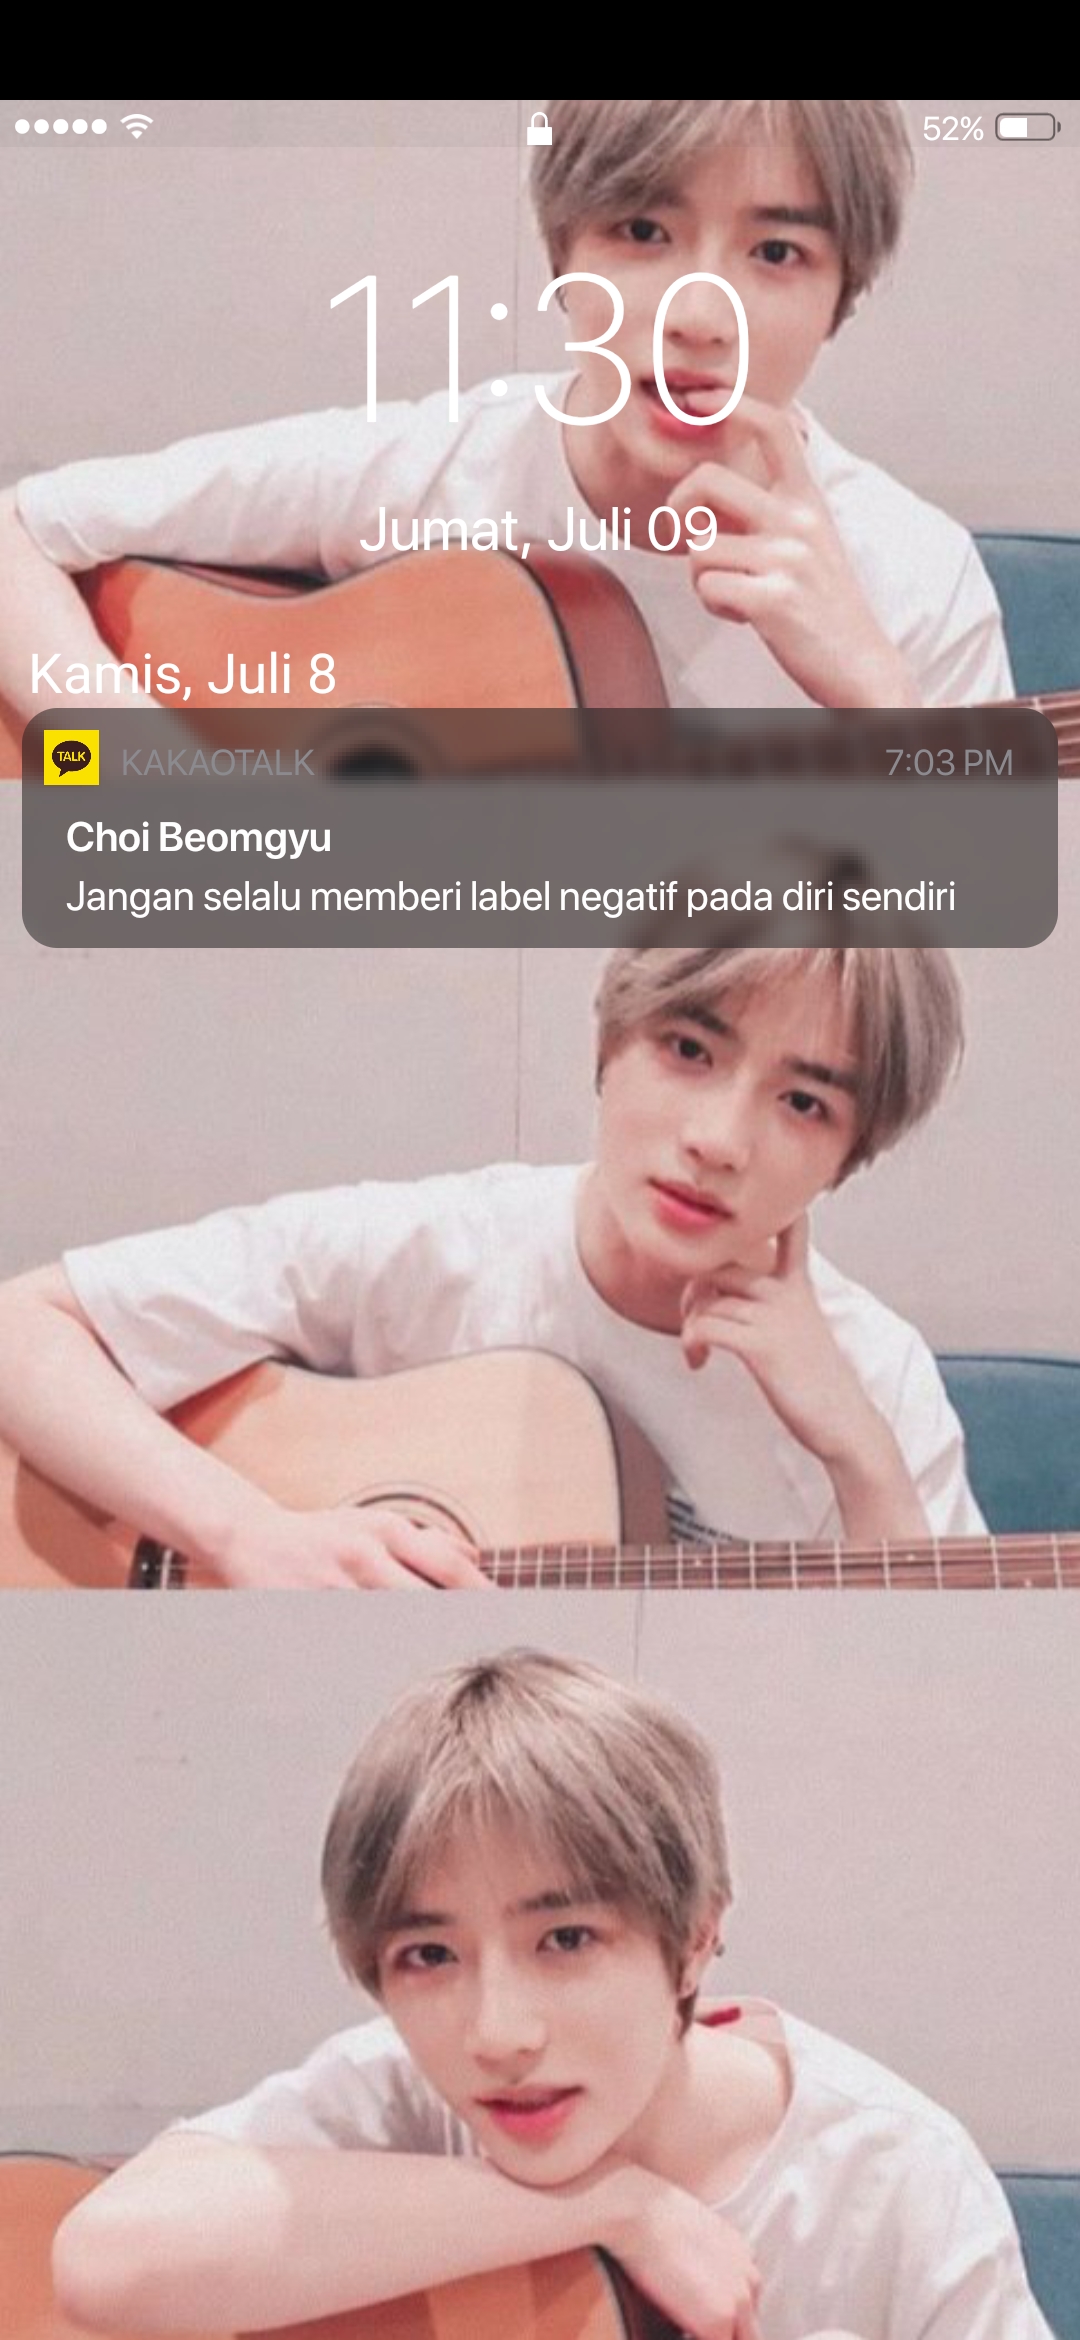 52%
11:30
Jumat, Juli 09
Kamis, Juli 8
TALK
KAKAOTALK
7:03 PM
Choi Beomgyu
Jangan selalu memberi label negatif pada diri sendiri